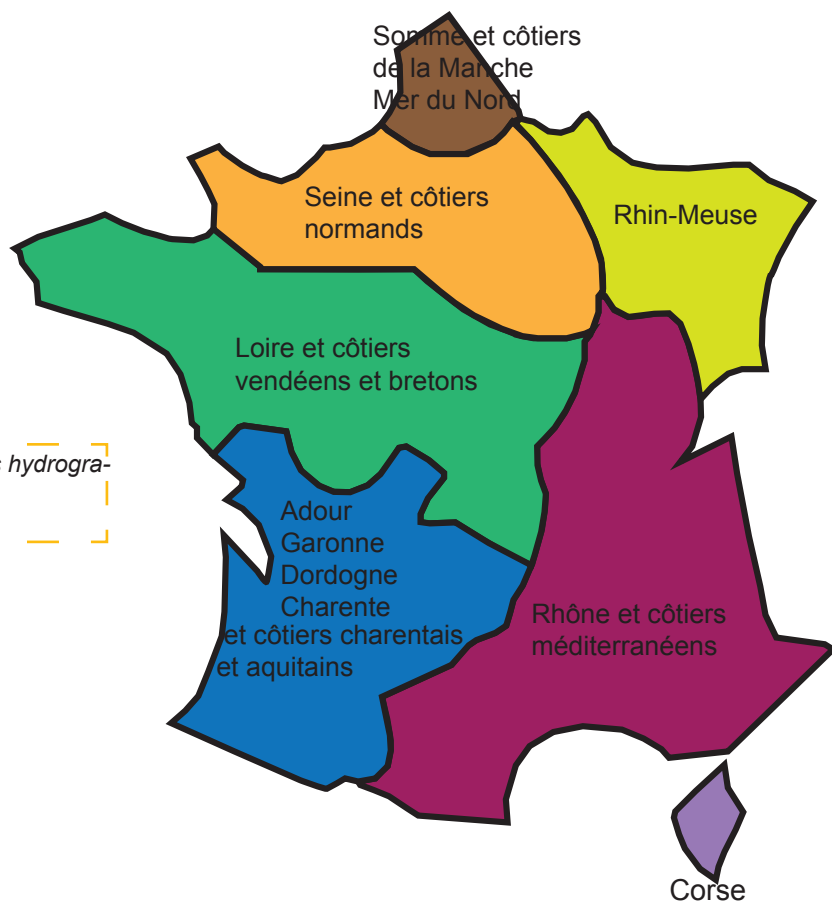 Somme et côtiers
de la Manche
Mer du Nord
Seine et côtiers
normands
Rhin-Meuse
Loire et côtiers
vendéens et bretons
s hydrogra-
Adour
Garonne
Dordogne
Charente
et côtiers charentais
et aquitains
Rhône et côtiers
méditerranéens
Corse